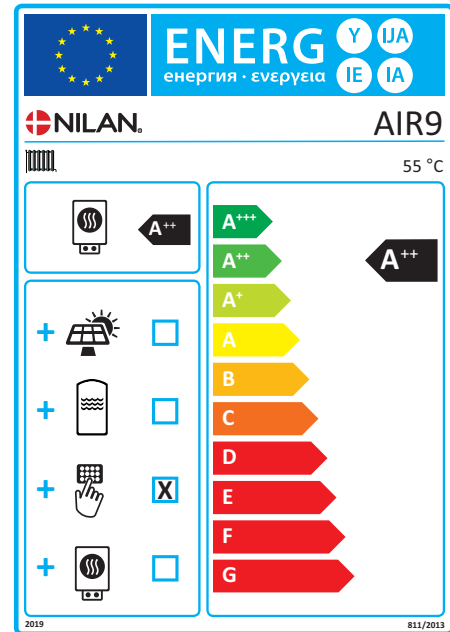 ENERG
Y IJA
IE IA
енергия · ενεργεια
NILAN.
AIR9
55 °C
A++
A+++
A++
A+
A
B
C
D
E
F
G
A++
+
+
+ X
+
2019
811/2013